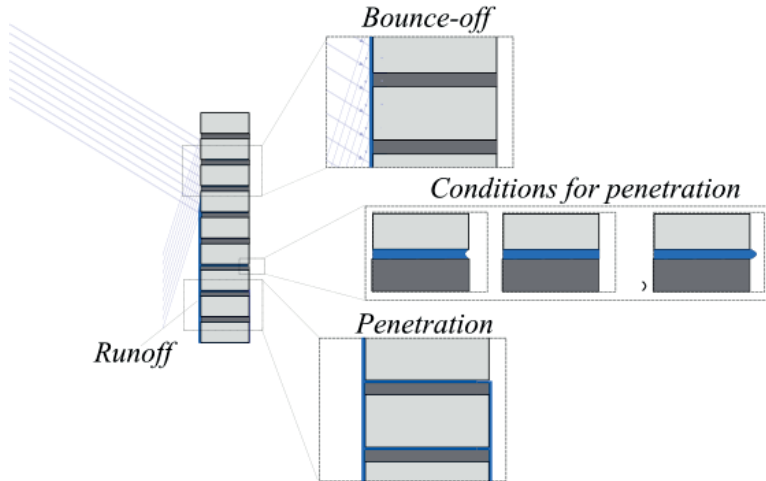 Bounce-off
Conditions for penetration
Penetration
Runoff